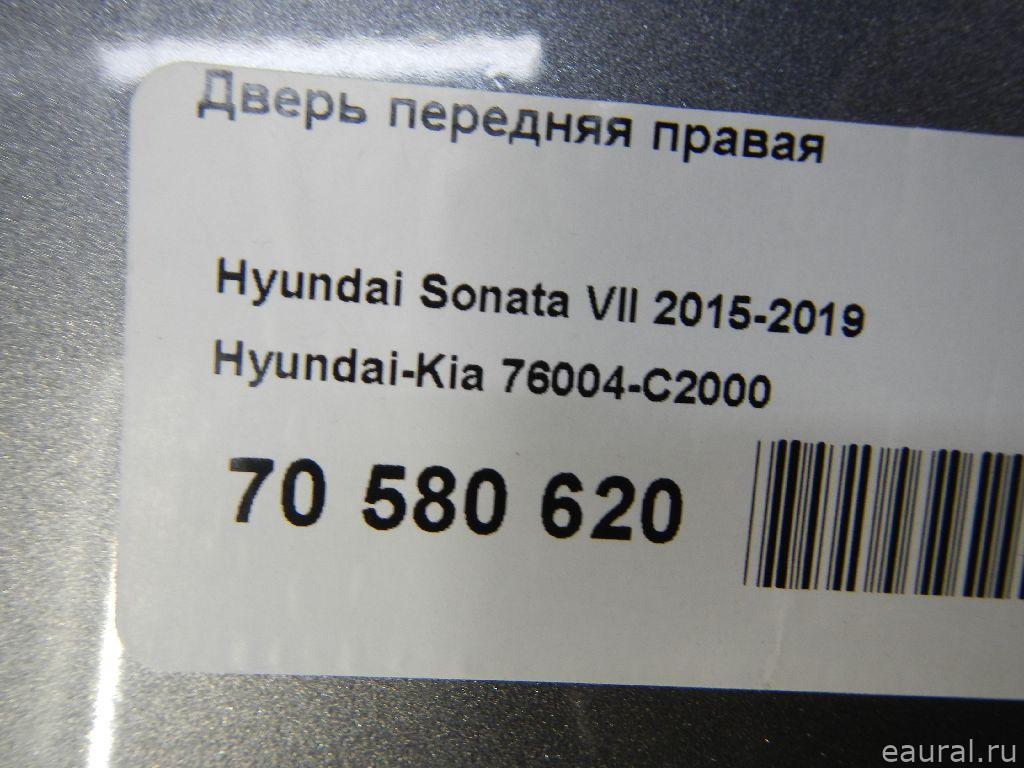 Дверь передняя правая
Hyundai Sonata VII 2015-2019
Hyundai-Kia 76004-C2000
70 580 620
eaural.ru